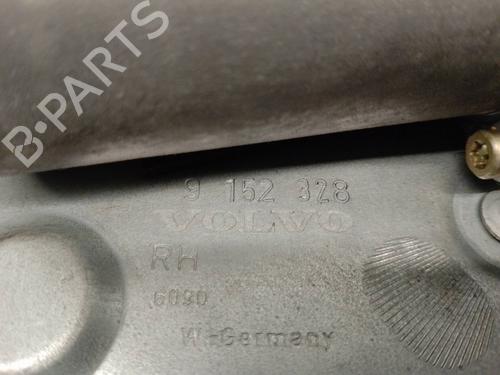 B-PARTS
9 152 328
VOLVO
RH
6090
W.-Germany